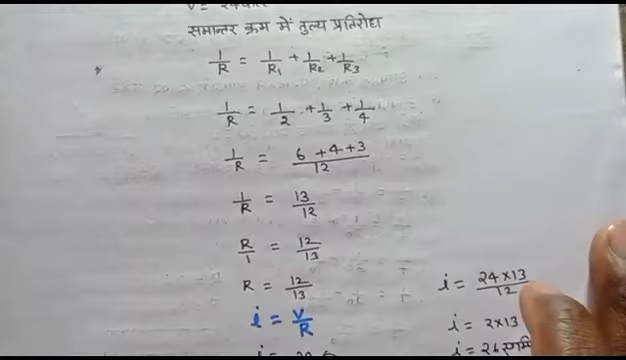 V =
समान्तर क्रम में तुल्य प्रतिरोध
1/R = 1/R₁ + 1/R₂ + 1/R₃
1/R = 1/2 + 1/3 + 1/4
1/R = 6+4+3/12
1/R = 13/12
R/1 = 12/13
R = 12/13
i = V/R
i = 24×13/12
i = 2×13
i = 26